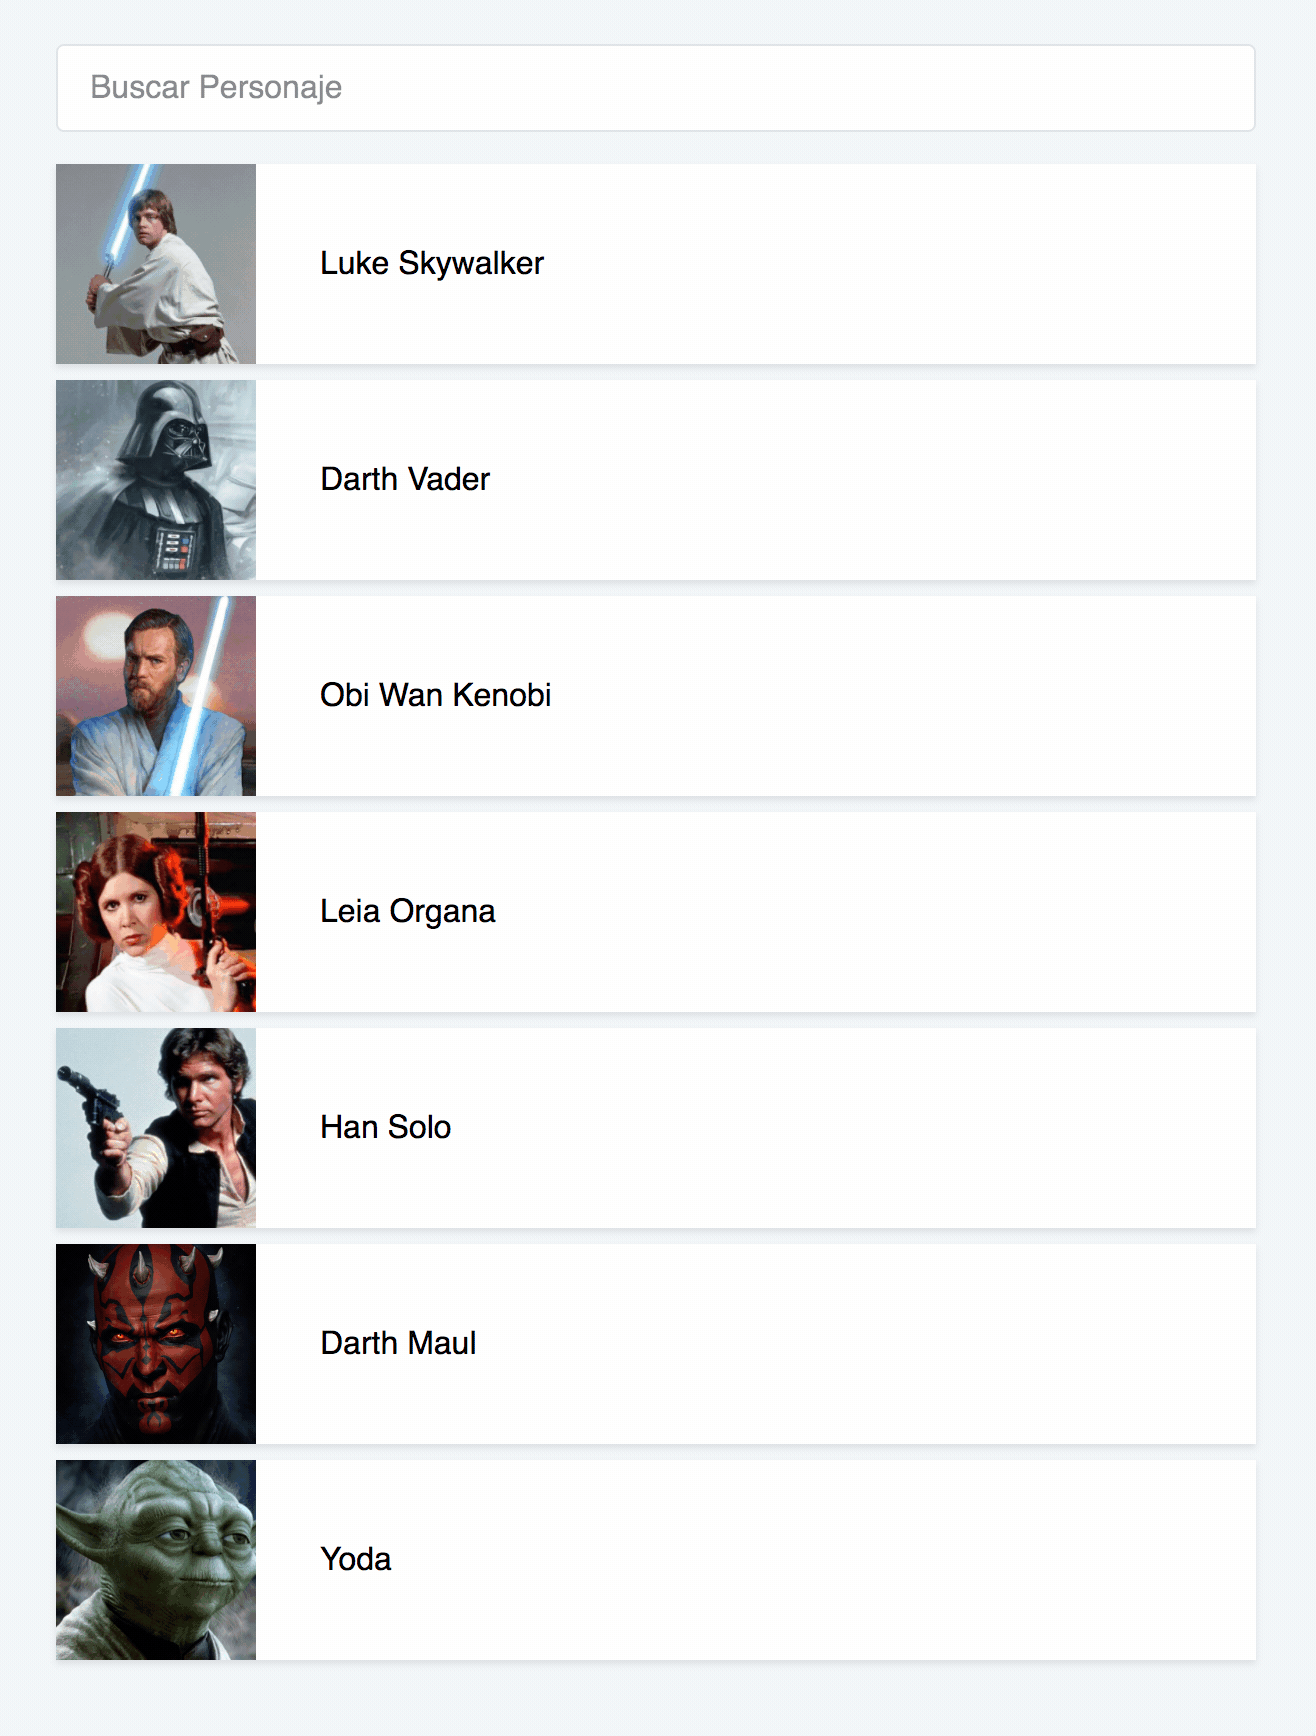 Buscar Personaje
Luke Skywalker
Darth Vader
Obi Wan Kenobi
Leia Organa
Han Solo
Darth Maul
Yoda